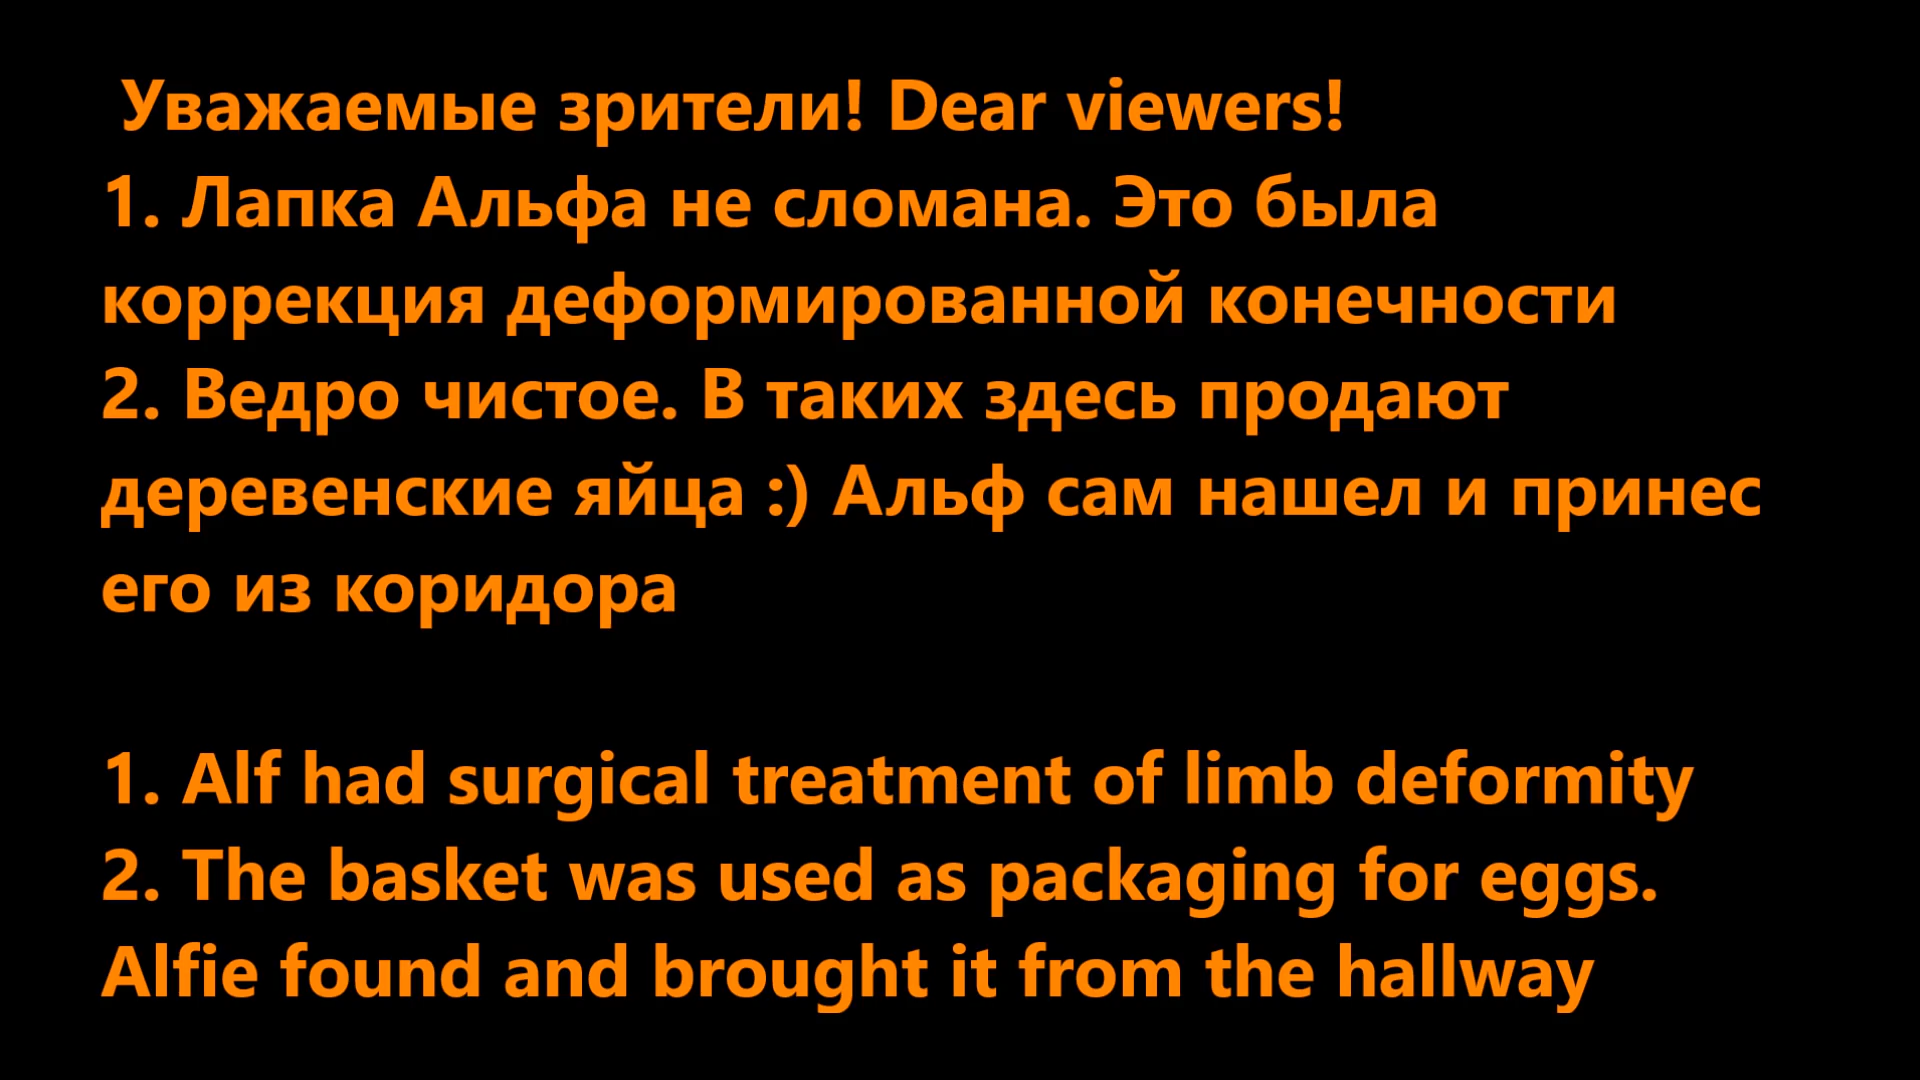 Уважаемые зрители! Dear viewers!
1. Лапка Альфа не сломана. Это была
коррекция деформированной конечности
2. Ведро чистое. В таких здесь продают
деревенские яйца :) Альф сам нашел и принес
его из коридора
1. Alf had surgical treatment of limb deformity
2. The basket was used as packaging for eggs.
Alfie found and brought it from the hallway